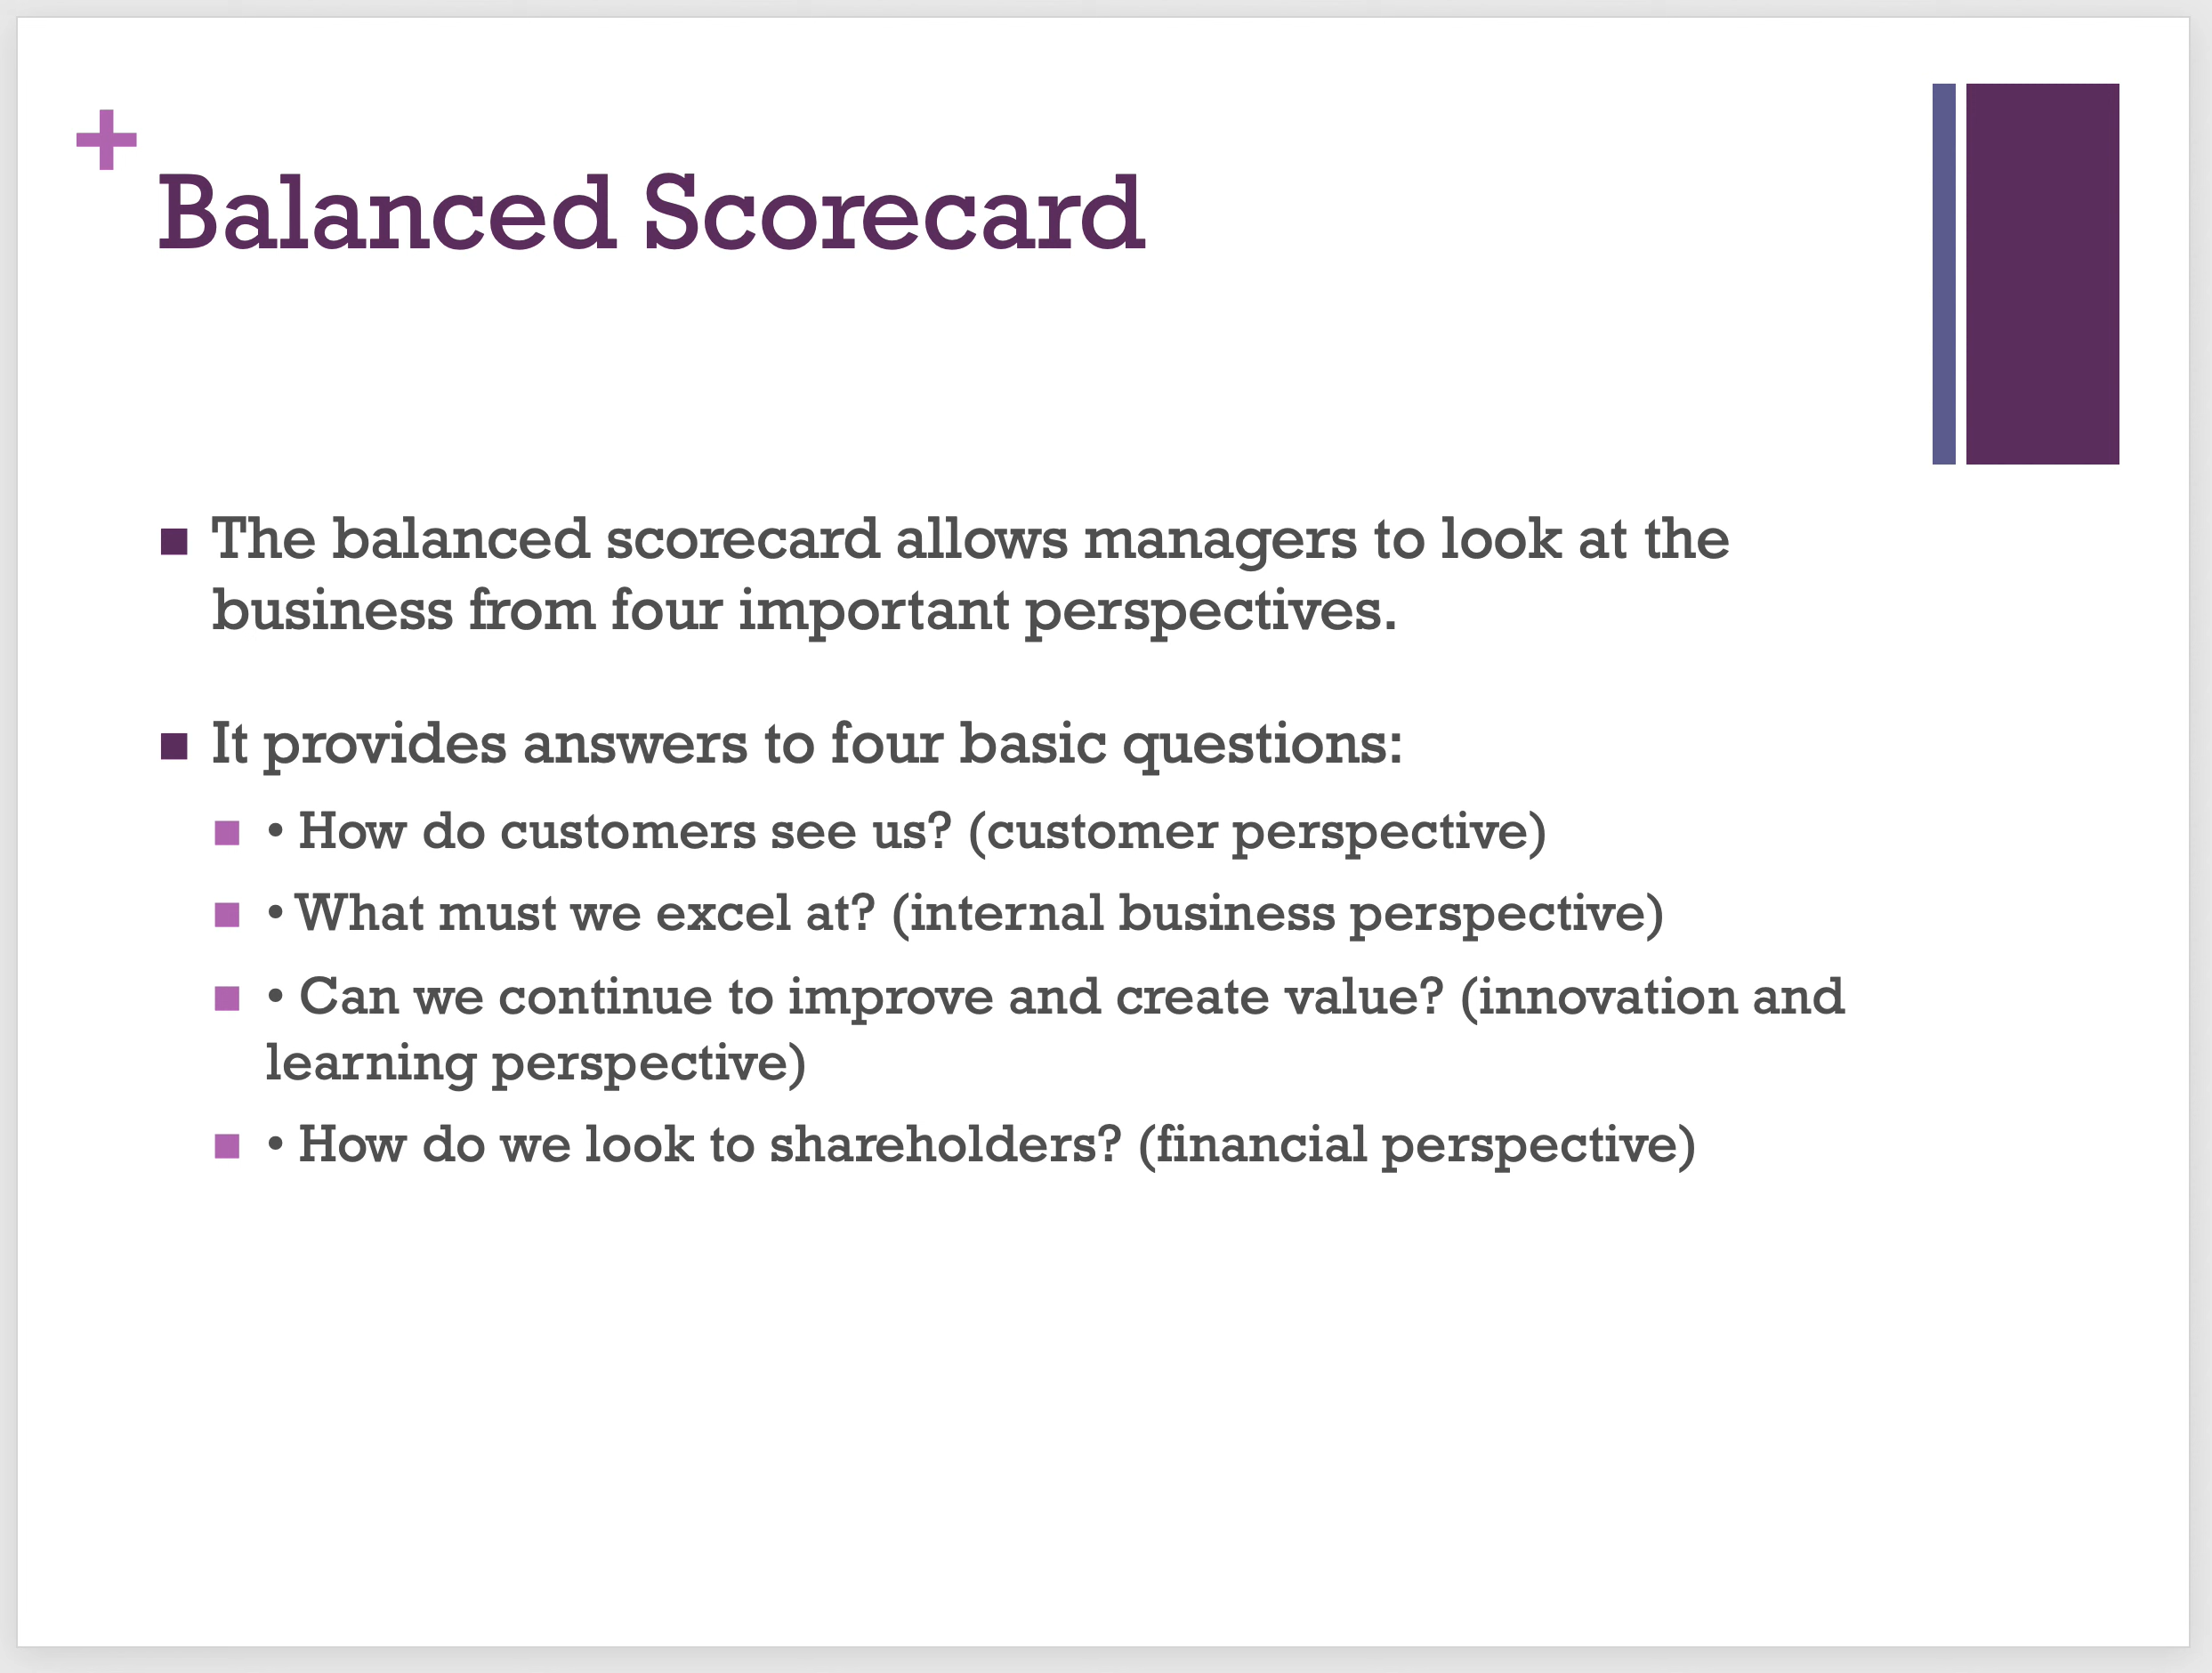 +
Balanced Scorecard
The balanced scorecard allows managers to look at the
business from four important perspectives.
It provides answers to four basic questions:
• How do customers see us? (customer perspective)
• What must we excel at? (internal business perspective)
• Can we continue to improve and create value? (innovation and
learning perspective)
• How do we look to shareholders? (financial perspective)